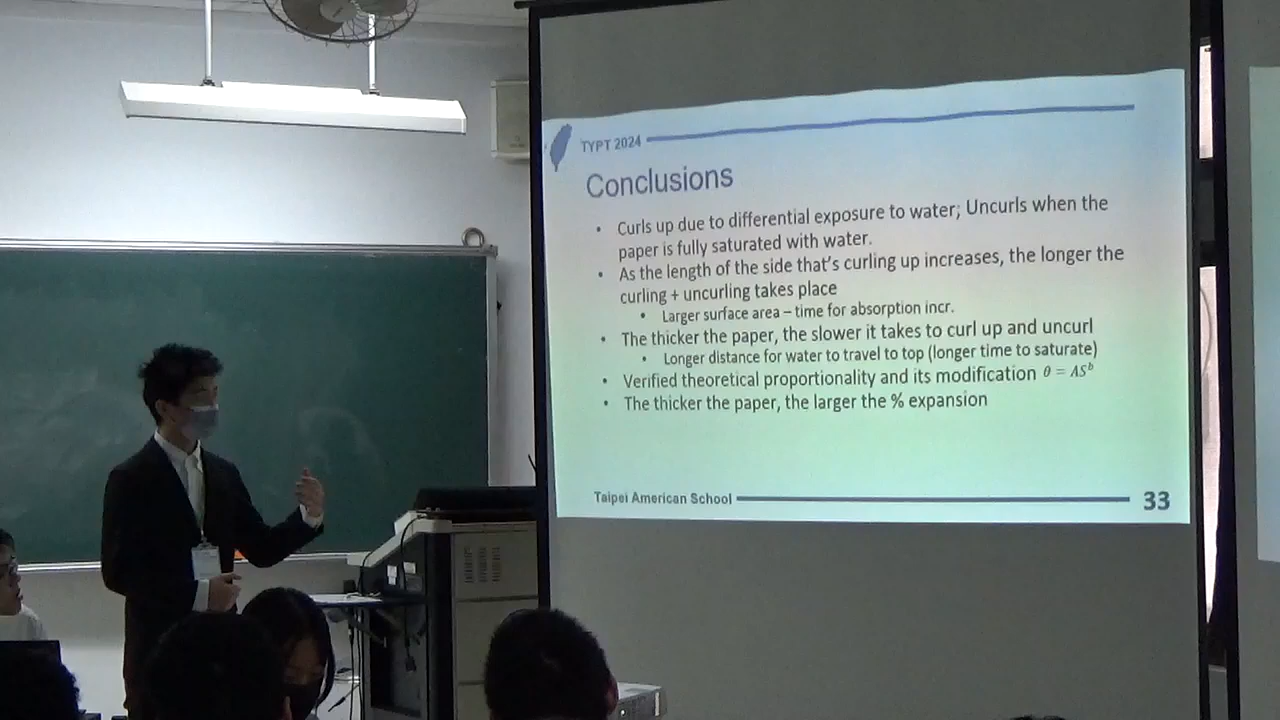 TYPT 2024
Conclusions
• Curls up due to differential exposure to water; Uncurls when the
paper is fully saturated with water.
• As the length of the side that's curling up increases, the longer the
curling + uncurling takes place
• Larger surface area – time for absorption incr.
• The thicker the paper, the slower it takes to curl up and uncurl
• Longer distance for water to travel to top (longer time to saturate)
• Verified theoretical proportionality and its modification θ = ASᵇ
• The thicker the paper, the larger the % expansion
Taipei American School
33